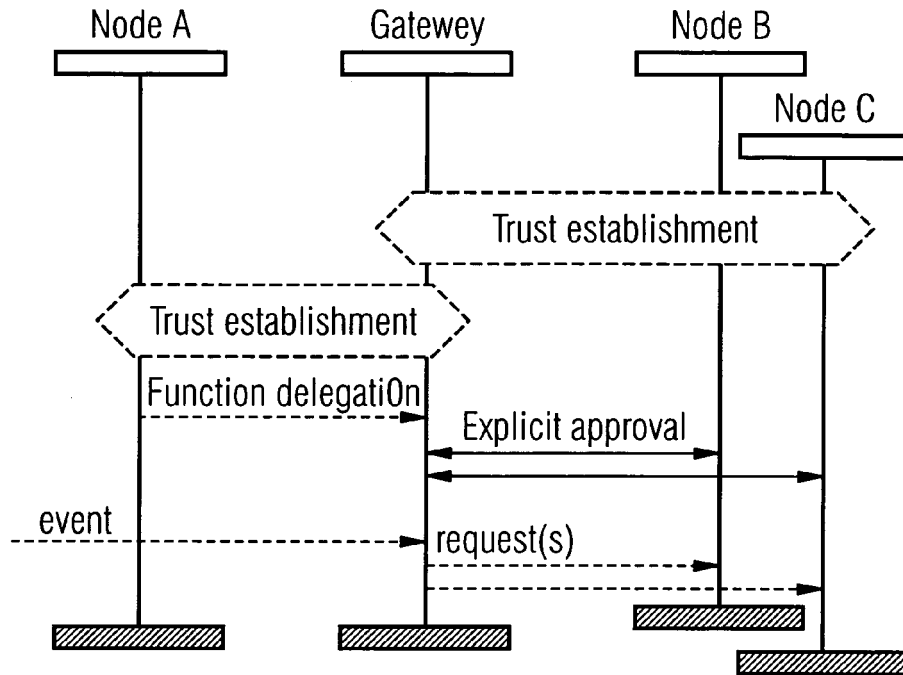 Node A
Gatewey
Node B
Node C
Trust establishment
Trust establishment
Function delegati0n
Explicit approval
event
request(s)